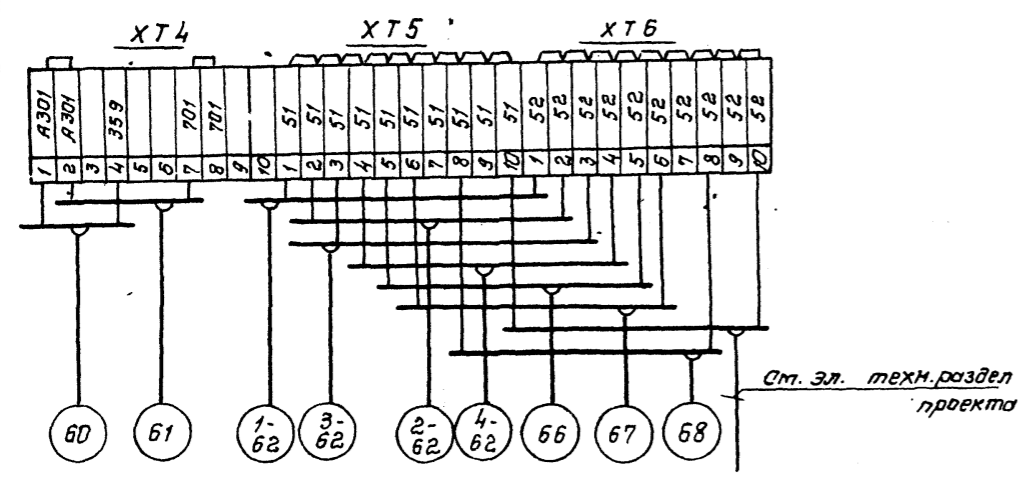 ХТ4 ХТ5 ХТ6
А301 А301 359 701 701 51 51 51 51 51 51 51 51 51 51 52 52 52 52 52 52 52 52 52 52
1 2 3 4 5 6 7 8 9 10 1 2 3 4 5 6 7 8 9 10 1 2 3 4 5 6 7 8 9 10
См. эл. техн. раздел
проекта
60 61 1-62 3-62 2-62 4-62 66 67 68